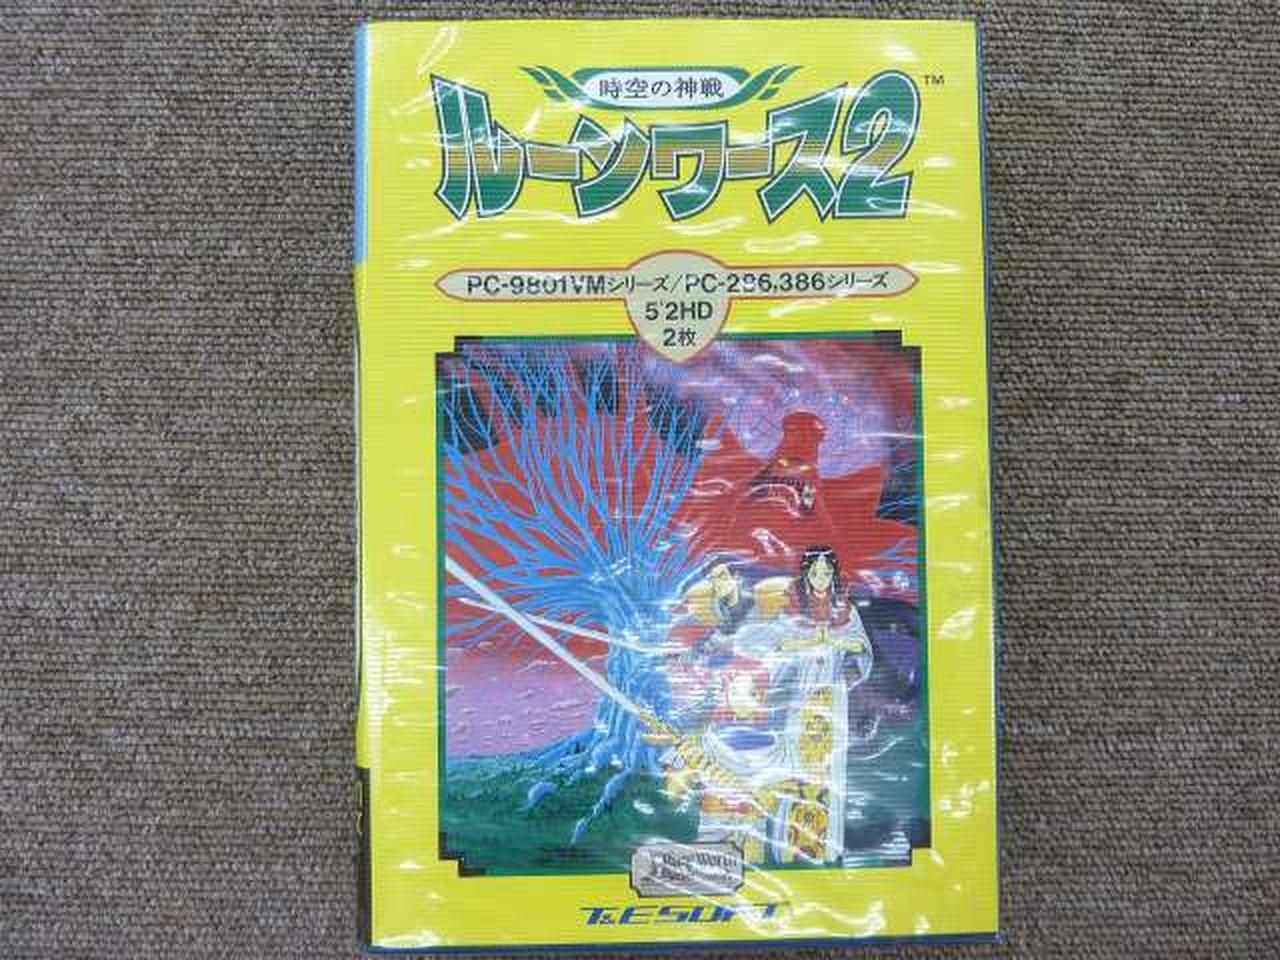 時空の神戦
ルーンワース2
TM
PC-9801VMシリーズ/PC-286,386シリーズ
5"2HD
2枚
T&E SOFT